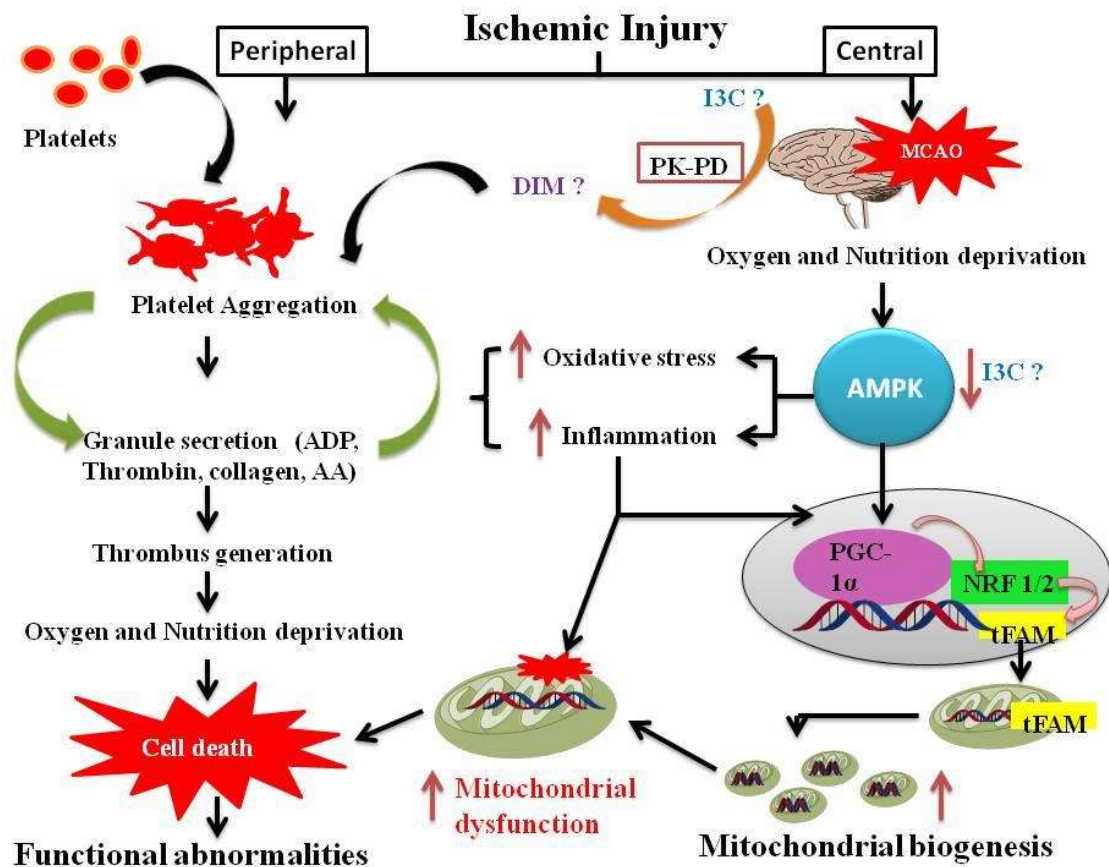 Ischemic Injury
Peripheral
Central
Platelets
I3C ?
MCAO
PK-PD
DIM ?
Oxygen and Nutrition deprivation
Platelet Aggregation
Oxidative stress
AMPK
I3C ?
Inflammation
Granule secretion (ADP,
Thrombin, collagen, AA)
Thrombus generation
PGC-
1α
NRF 1/2
tFAM
Oxygen and Nutrition deprivation
Cell death
tFAM
Mitochondrial
dysfunction
Mitochondrial biogenesis
Functional abnormalities